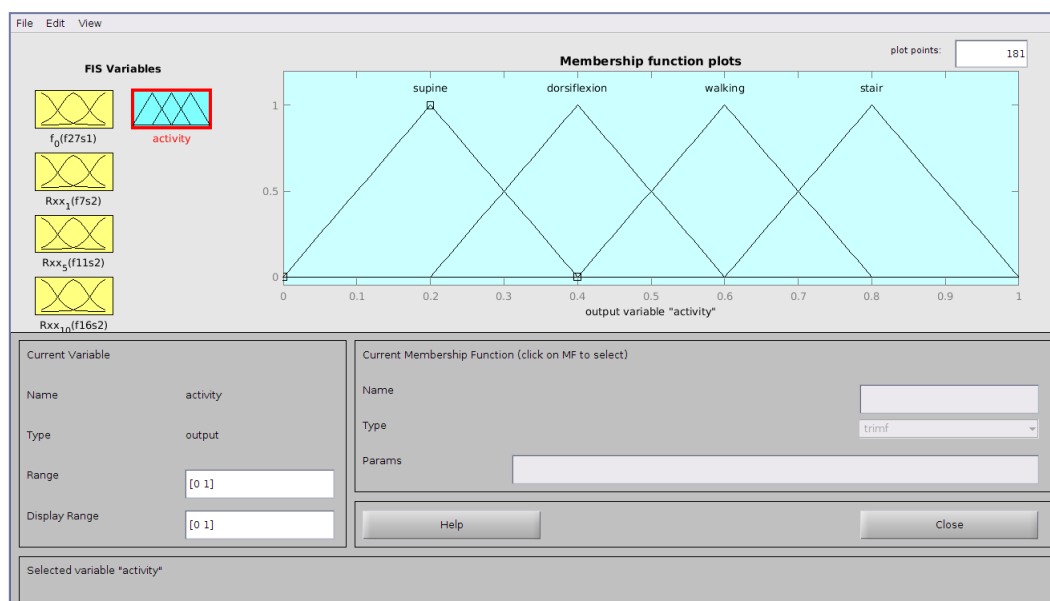 File Edit View
FIS Variables
f0(f27s1)
activity
Rxx1(f7s2)
Rxx5(f11s2)
Rxx10(f16s2)
Membership function plots
plot points: 181
supine dorsiflexion walking stair
1
0.5
0
0 0.1 0.2 0.3 0.4 0.5 0.6 0.7 0.8 0.9 1
output variable "activity"
Current Variable
Name activity
Type output
Range [0 1]
Display Range [0 1]
Current Membership Function (click on MF to select)
Name
Type trimf
Params
Help Close
Selected variable "activity"